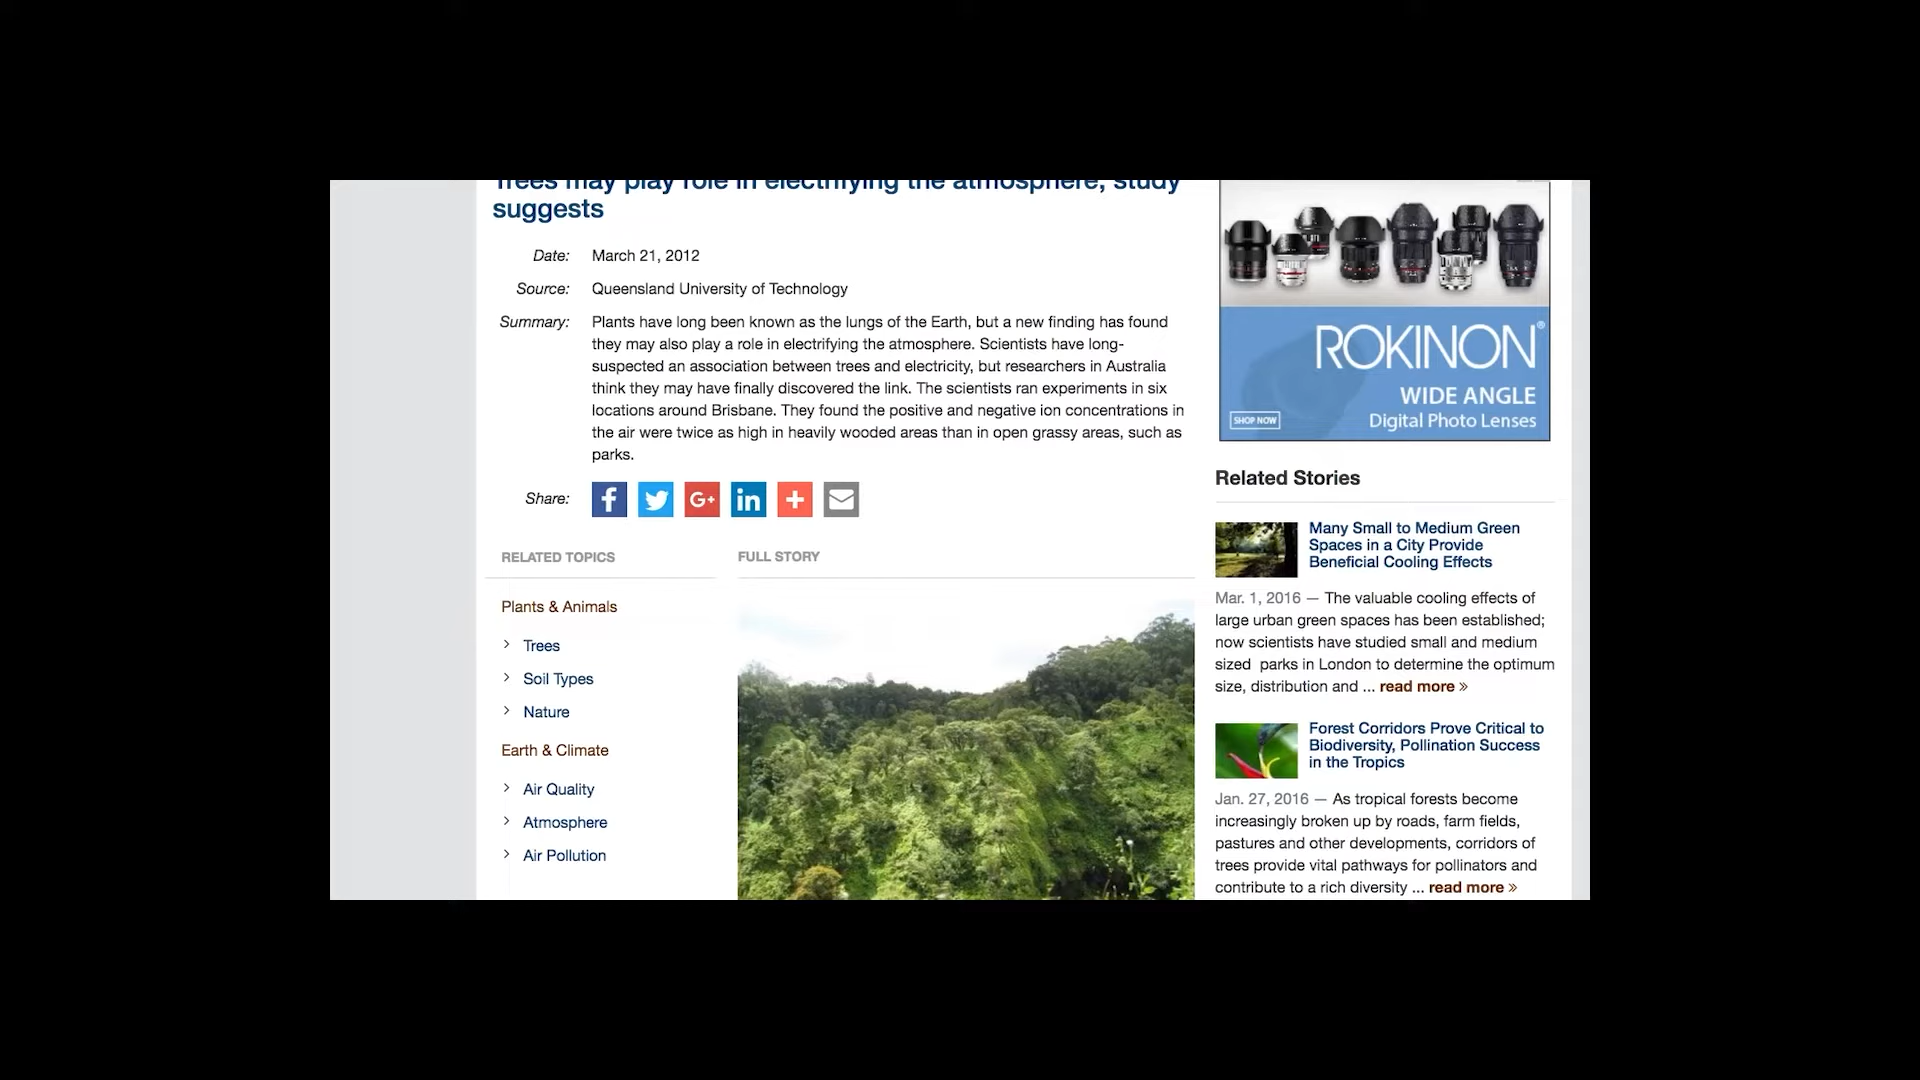 Trees may play role in electrifying the atmosphere, study
suggests
Date: March 21, 2012
Source: Queensland University of Technology
Summary: Plants have long been known as the lungs of the Earth, but a new finding has found
they may also play a role in electrifying the atmosphere. Scientists have long-
suspected an association between trees and electricity, but researchers in Australia
think they may have finally discovered the link. The scientists ran experiments in six
locations around Brisbane. They found the positive and negative ion concentrations in
the air were twice as high in heavily wooded areas than in open grassy areas, such as
parks.
Share: f G+ in +
RELATED TOPICS
Plants & Animals
Trees
Soil Types
Nature
Earth & Climate
Air Quality
Atmosphere
Air Pollution
FULL STORY
ROKINON®
WIDE ANGLE
SHOP NOW
Digital Photo Lenses
Related Stories
Many Small to Medium Green
Spaces in a City Provide
Beneficial Cooling Effects
Mar. 1, 2016 — The valuable cooling effects of
large urban green spaces has been established;
now scientists have studied small and medium
sized parks in London to determine the optimum
size, distribution and ... read more »
Forest Corridors Prove Critical to
Biodiversity, Pollination Success
in the Tropics
Jan. 27, 2016 — As tropical forests become
increasingly broken up by roads, farm fields,
pastures and other developments, corridors of
trees provide vital pathways for pollinators and
contribute to a rich diversity ... read more »